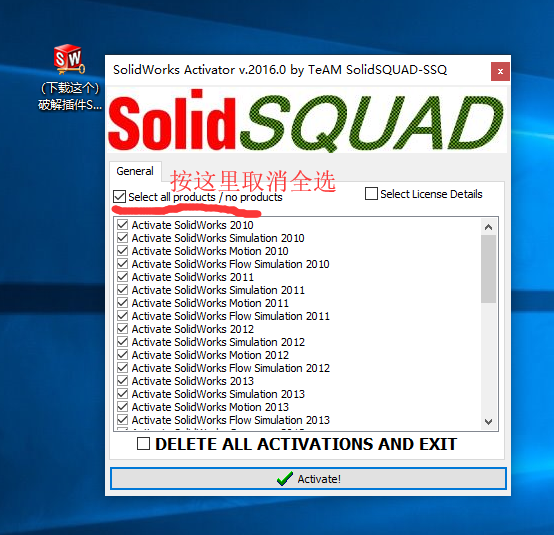 (下载这个)
破解插件S...
SolidWorks Activator v.2016.0 by TeAM SolidSQUAD-SSQ
x
SolidSQUAD
General
按这里取消全选
Select all products / no products
Select License Details
Activate SolidWorks 2010
Activate SolidWorks Simulation 2010
Activate SolidWorks Motion 2010
Activate SolidWorks Flow Simulation 2010
Activate SolidWorks 2011
Activate SolidWorks Simulation 2011
Activate SolidWorks Motion 2011
Activate SolidWorks Flow Simulation 2011
Activate SolidWorks 2012
Activate SolidWorks Simulation 2012
Activate SolidWorks Motion 2012
Activate SolidWorks Flow Simulation 2012
Activate SolidWorks 2013
Activate SolidWorks Simulation 2013
Activate SolidWorks Motion 2013
Activate SolidWorks Flow Simulation 2013
DELETE ALL ACTIVATIONS AND EXIT
Activate!